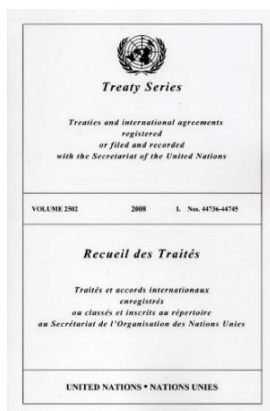 Treaty Series
Treaties and international agreements
registered
or filed and recorded
with the Secretariat of the United Nations
VOLUME 2502 2008 I. Nos. 44736-44745
Recueil des Traités
Traités et accords internationaux
enregistrés
ou classés et inscrits au répertoire
au Secrétariat de l'Organisation des Nations Unies
UNITED NATIONS • NATIONS UNIES